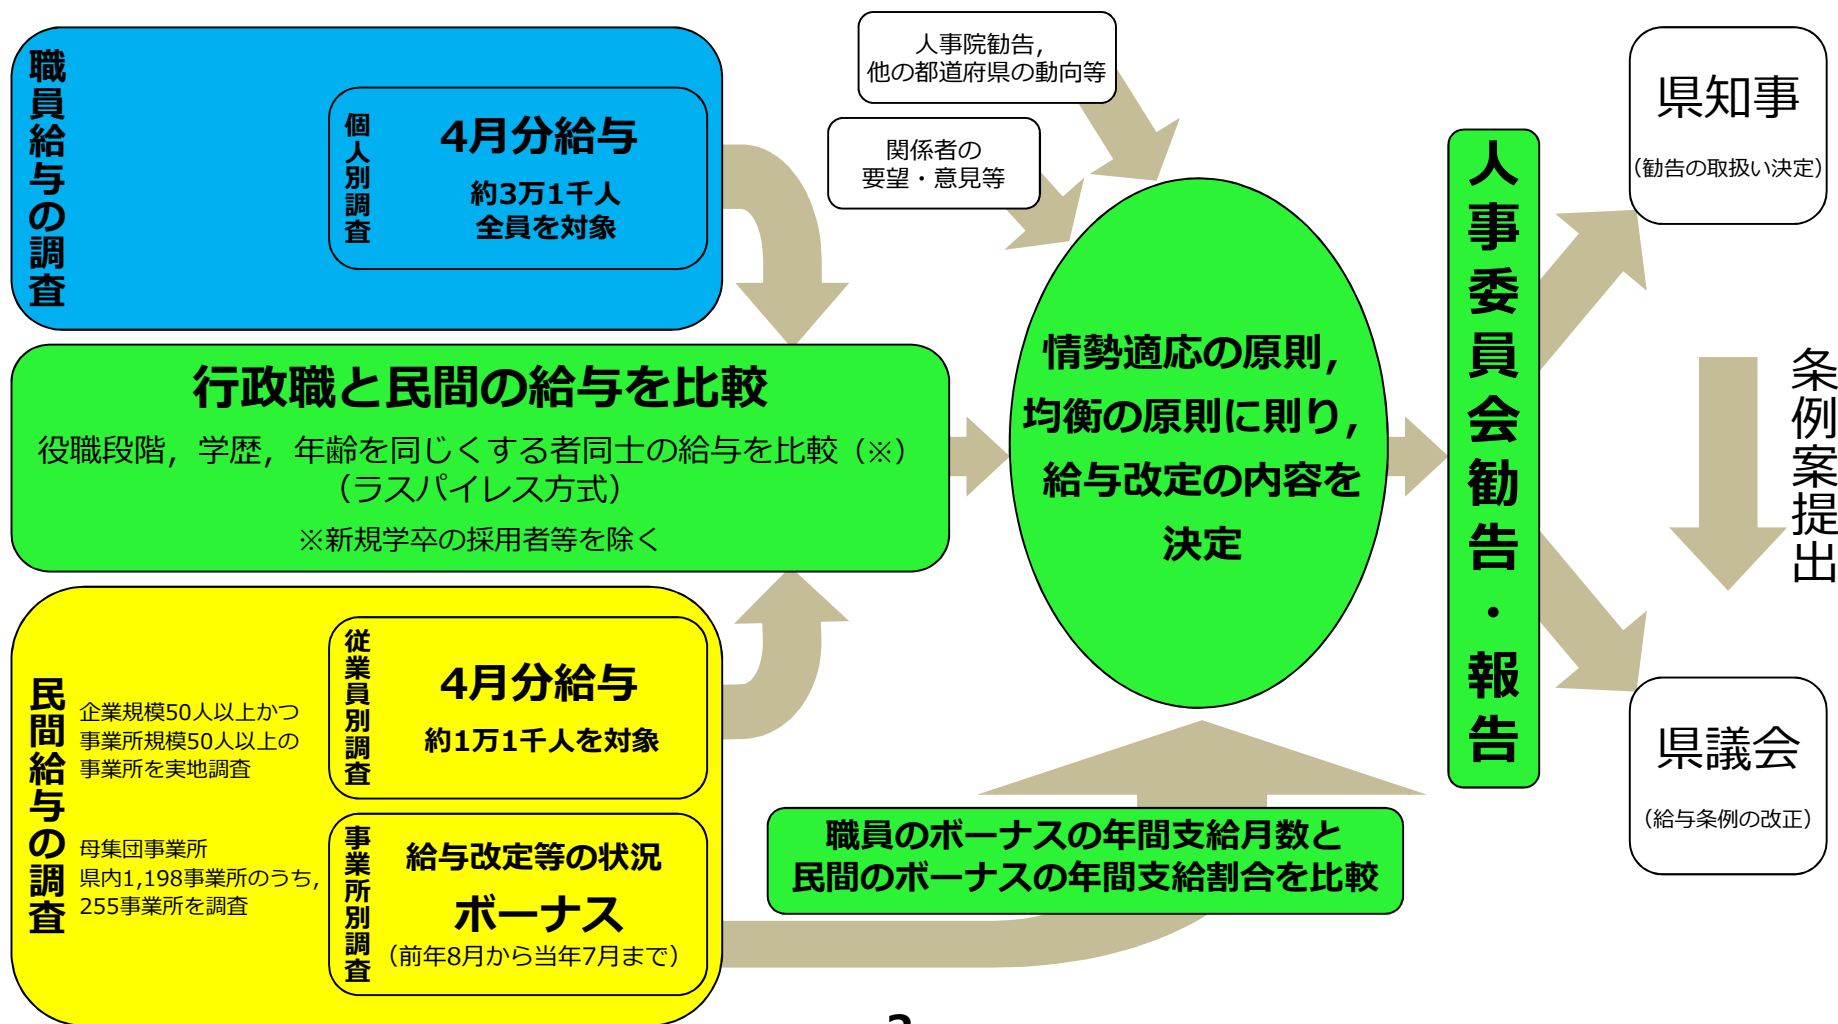 職員給与の調査
個人別調査
4月分給与
約3万1千人
全員を対象
人事院勧告，
他の都道府県の動向等
関係者の
要望・意見等
行政職と民間の給与を比較
役職段階，学歴，年齢を同じくする者同士の給与を比較（※）
（ラスパイレス方式）
※新規学卒の採用者等を除く
民間給与の調査
企業規模50人以上かつ
事業所規模50人以上の
事業所を実地調査
母集団事業所
県内1,198事業所のうち，
255事業所を調査
従業員別調査
4月分給与
約1万1千人を対象
事業所別調査
給与改定等の状況
ボーナス
（前年8月から当年7月まで）
情勢適応の原則，
均衡の原則に則り，
給与改定の内容を
決定
職員のボーナスの年間支給月数と
民間のボーナスの年間支給割合を比較
人事委員会勧告・報告
県知事
（勧告の取扱い決定）
条例案提出
県議会
（給与条例の改正）